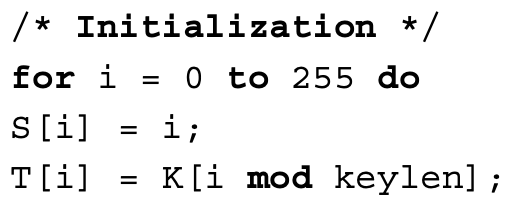 /* Initialization */
for i = 0 to 255 do
S[i] = i;
T[i] = K[i mod keylen];